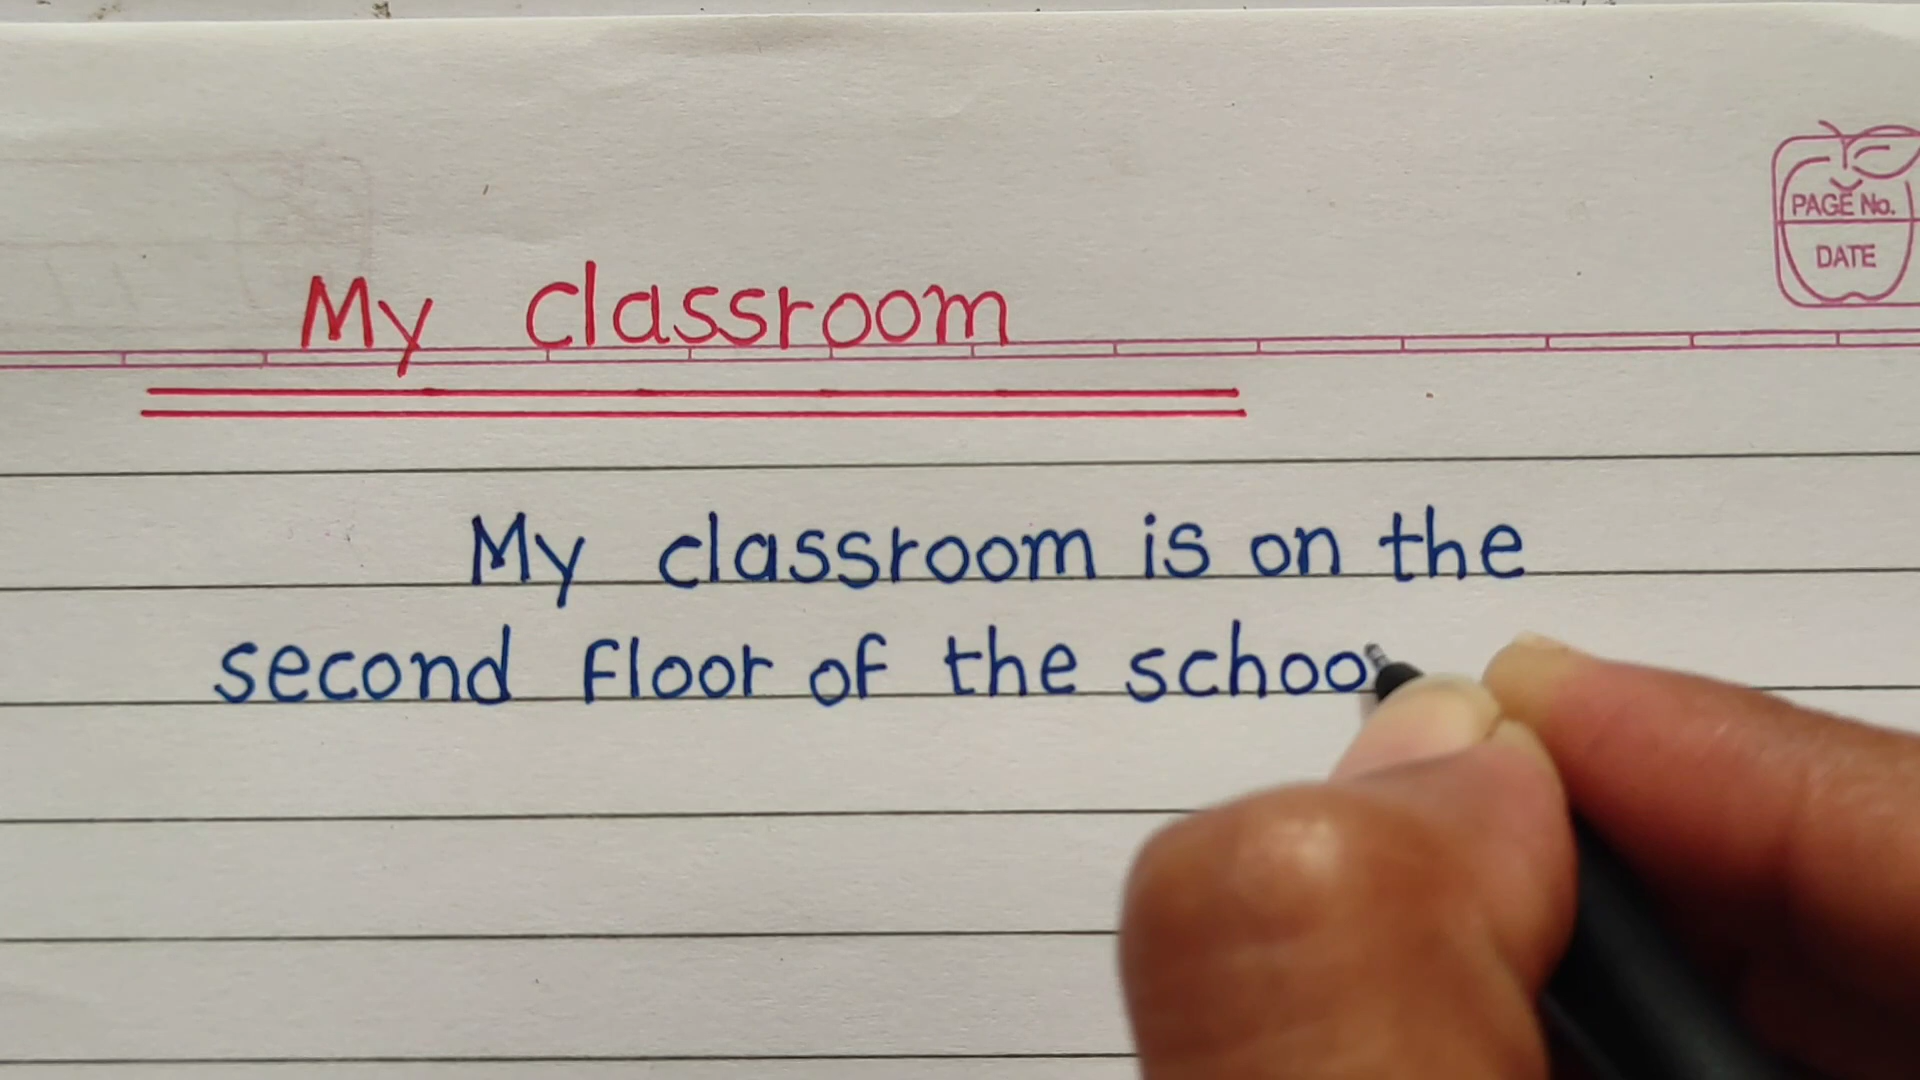 PAGE No.
DATE
My classroom
My classroom is on the
second floor of the schoo